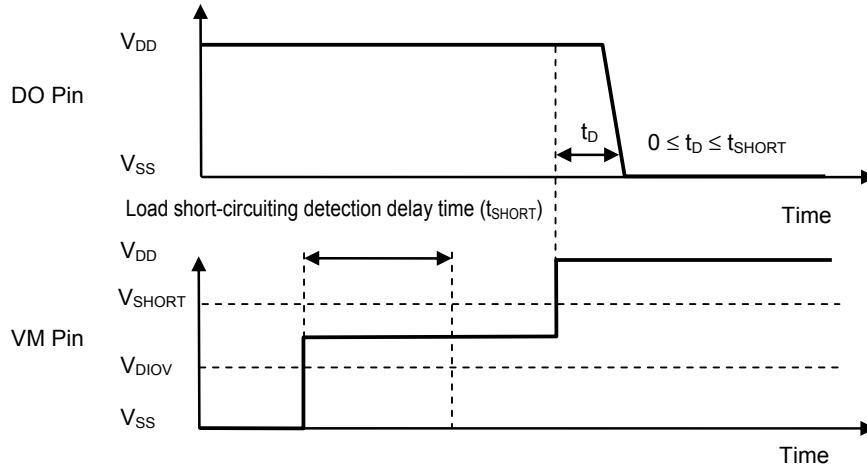 V_DD
DO Pin
t_D
0 ≤ t_D ≤ t_SHORT
V_SS
Load short-circuiting detection delay time (t_SHORT)
Time
V_DD
V_SHORT
VM Pin
V_DIOV
V_SS
Time